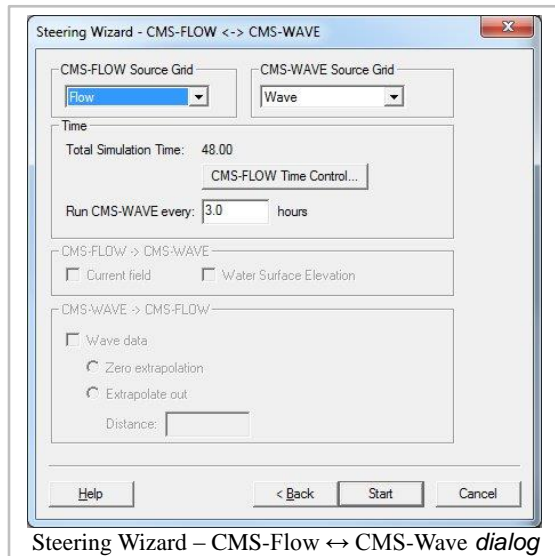 Steering Wizard - CMS-FLOW <-> CMS-WAVE
CMS-FLOW Source Grid
Flow
CMS-WAVE Source Grid
Wave
Time
Total Simulation Time: 48.00
CMS-FLOW Time Control...
Run CMS-WAVE every: 3.0 hours
CMS-FLOW -> CMS-WAVE
Current field Water Surface Elevation
CMS-WAVE -> CMS-FLOW
Wave data
Zero extrapolation
Extrapolate out
Distance:
Help < Back Start Cancel
Steering Wizard – CMS-Flow ↔ CMS-Wave dialog